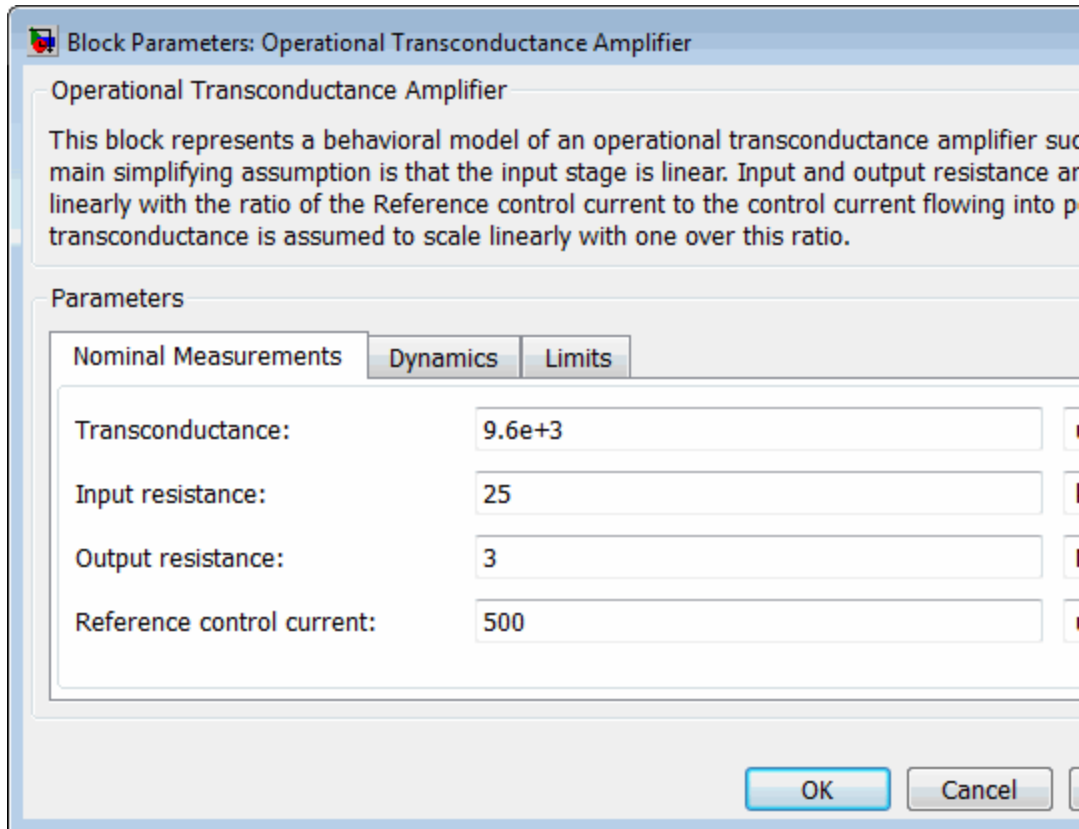 Block Parameters: Operational Transconductance Amplifier
Operational Transconductance Amplifier
This block represents a behavioral model of an operational transconductance amplifier
main simplifying assumption is that the input stage is linear. Input and output resistance
linearly with the ratio of the Reference control current to the control current flowing into
transconductance is assumed to scale linearly with one over this ratio.
Parameters
Nominal Measurements Dynamics Limits
Transconductance: 9.6e+3
Input resistance: 25
Output resistance: 3
Reference control current: 500
OK Cancel